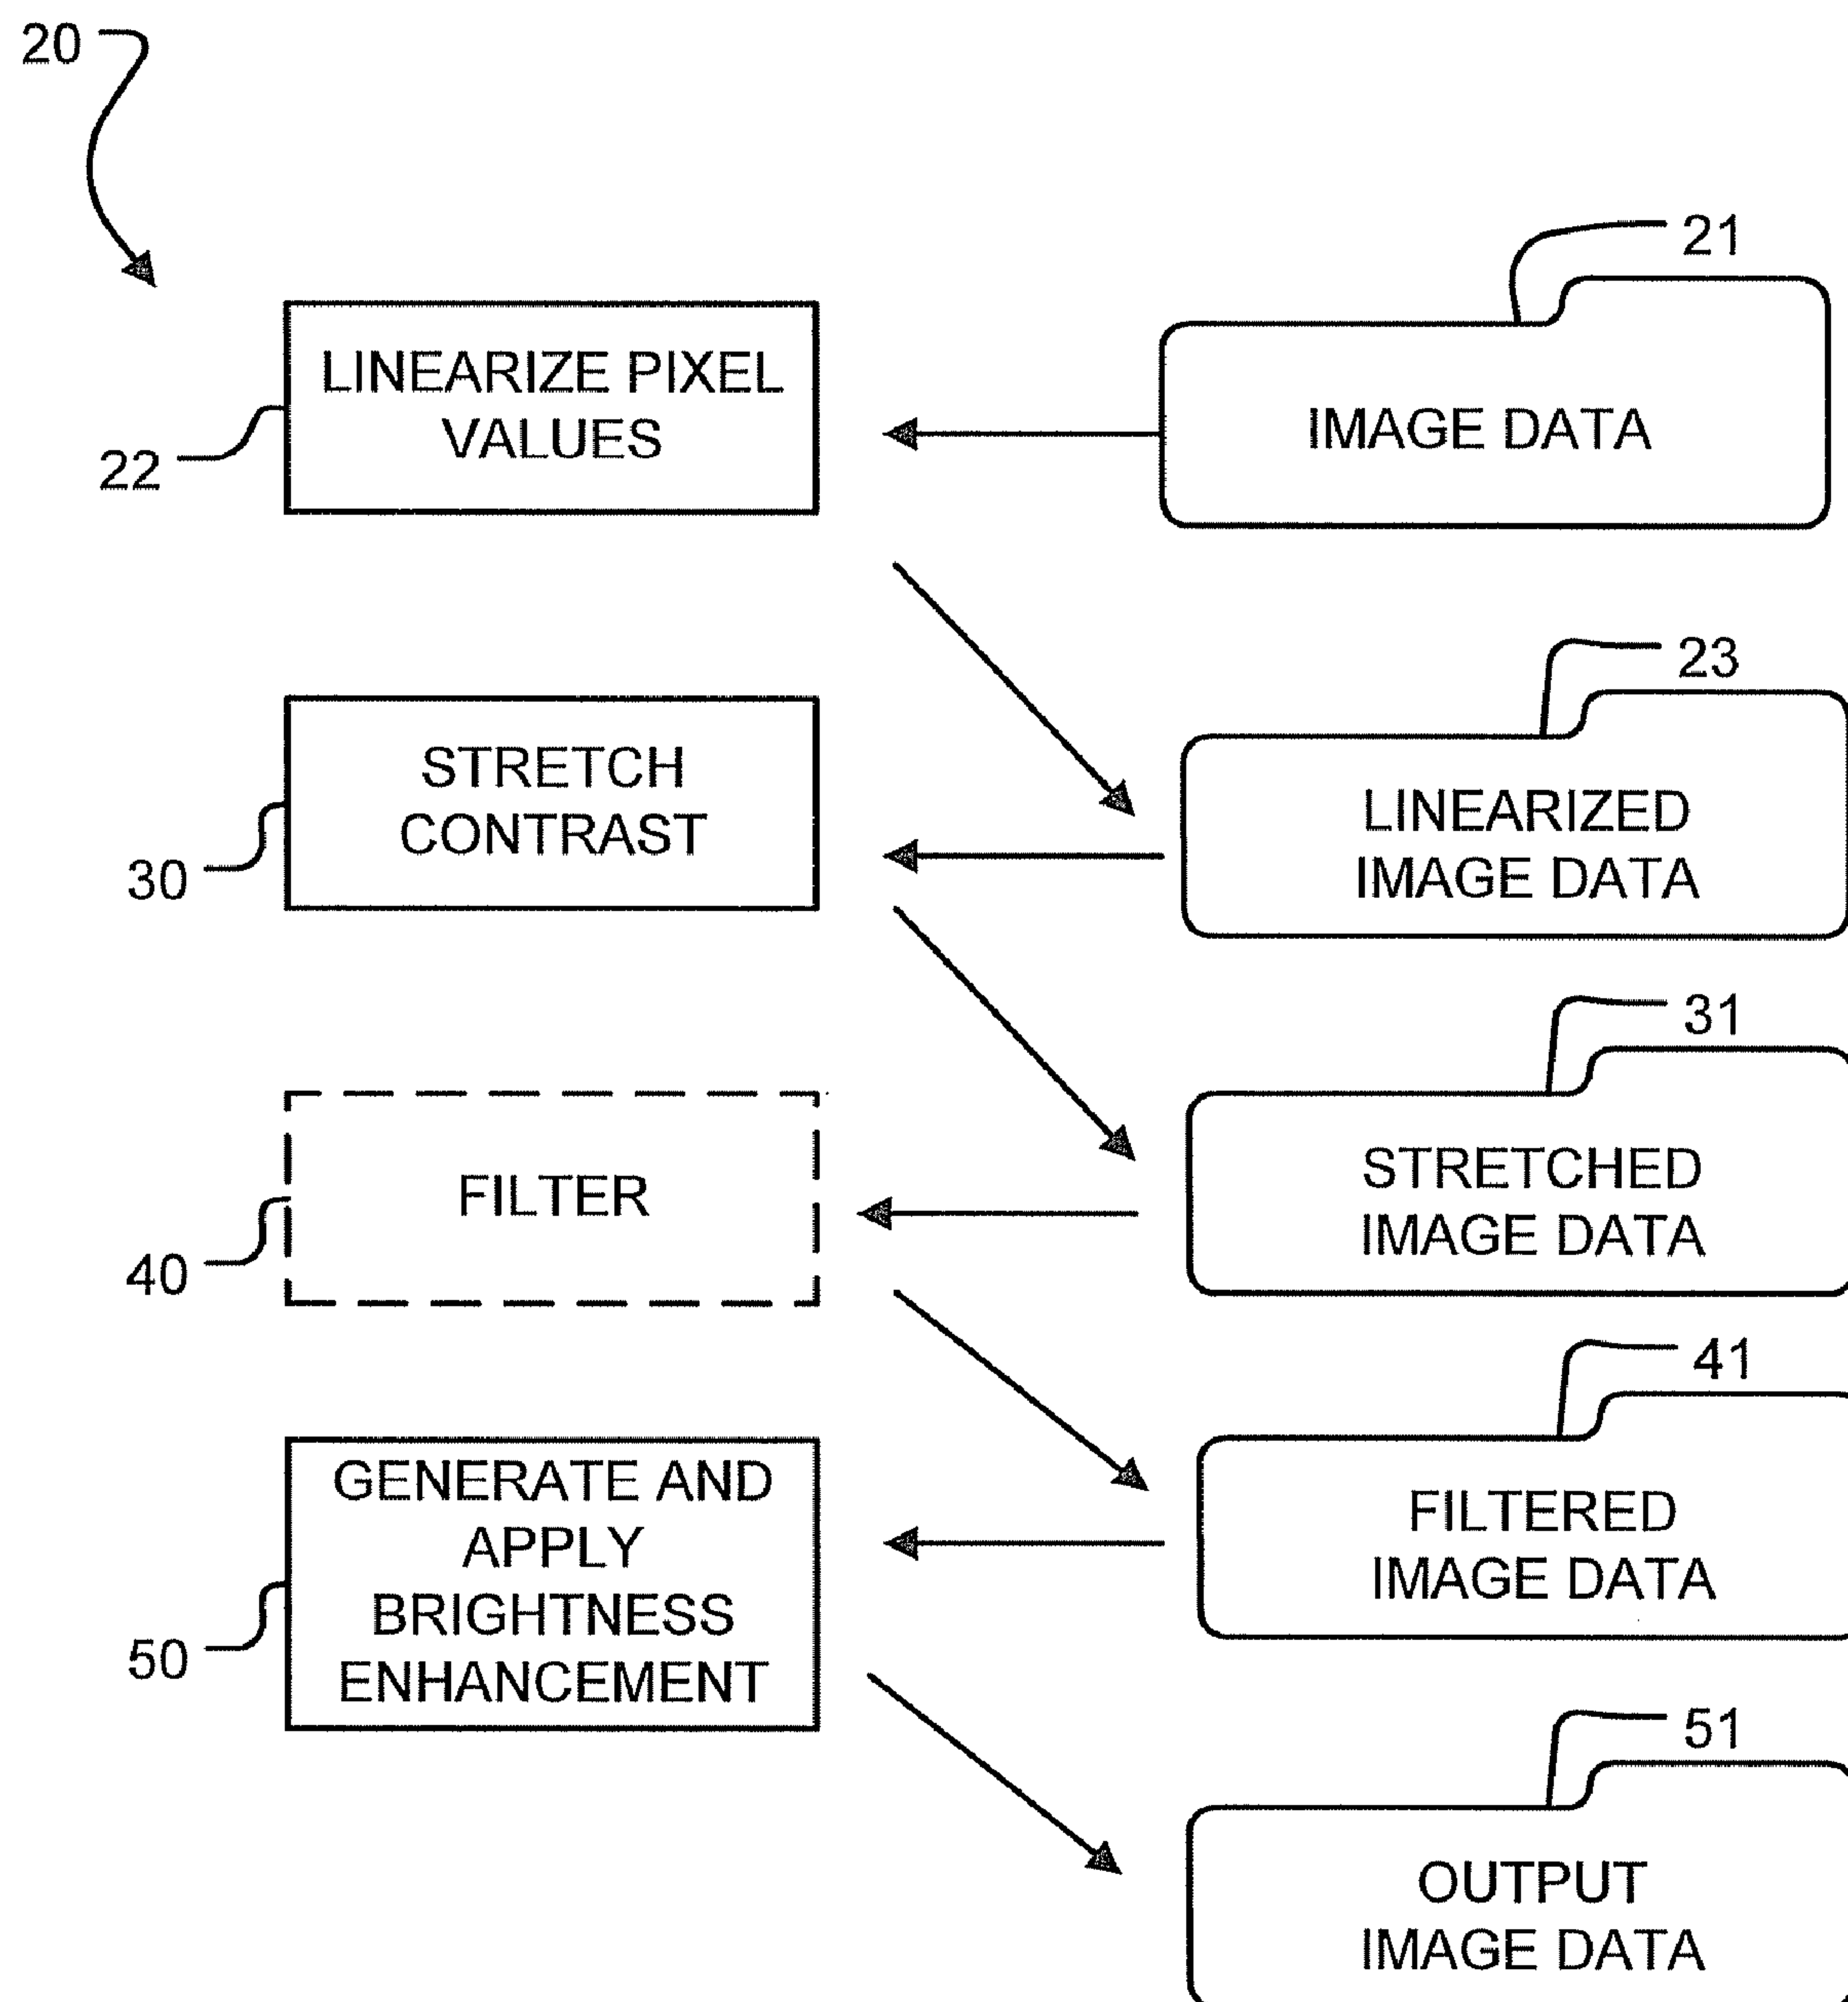 20
21
LINEARIZE PIXEL
VALUES
22
IMAGE DATA
23
STRETCH
CONTRAST
30
LINEARIZED
IMAGE DATA
31
FILTER
40
STRETCHED
IMAGE DATA
41
GENERATE AND
APPLY
BRIGHTNESS
ENHANCEMENT
50
FILTERED
IMAGE DATA
51
OUTPUT
IMAGE DATA